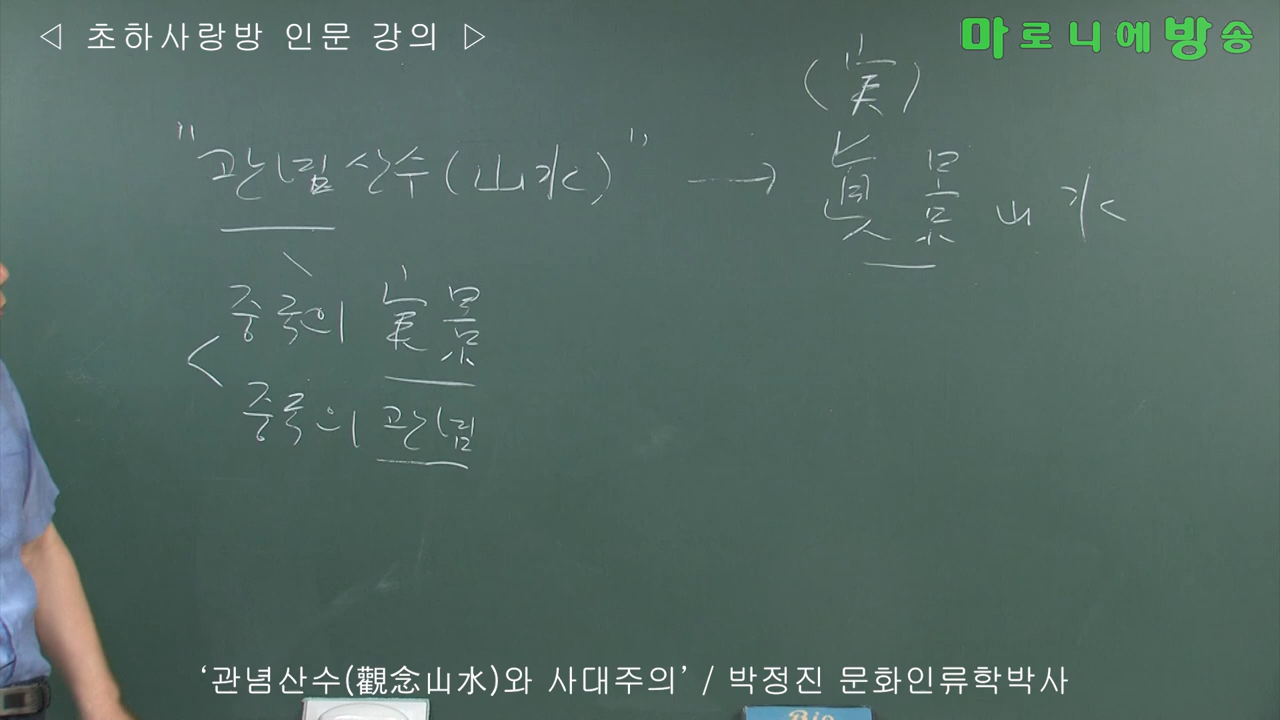 ◁ 초하사랑방 인문 강의 ▷
마로니에방송
"관념산수(山水)" → (実)眞景山水
중국의 実景
중국의 관념
‘관념산수(觀念山水)와 사대주의’ / 박정진 문화인류학박사
Bio